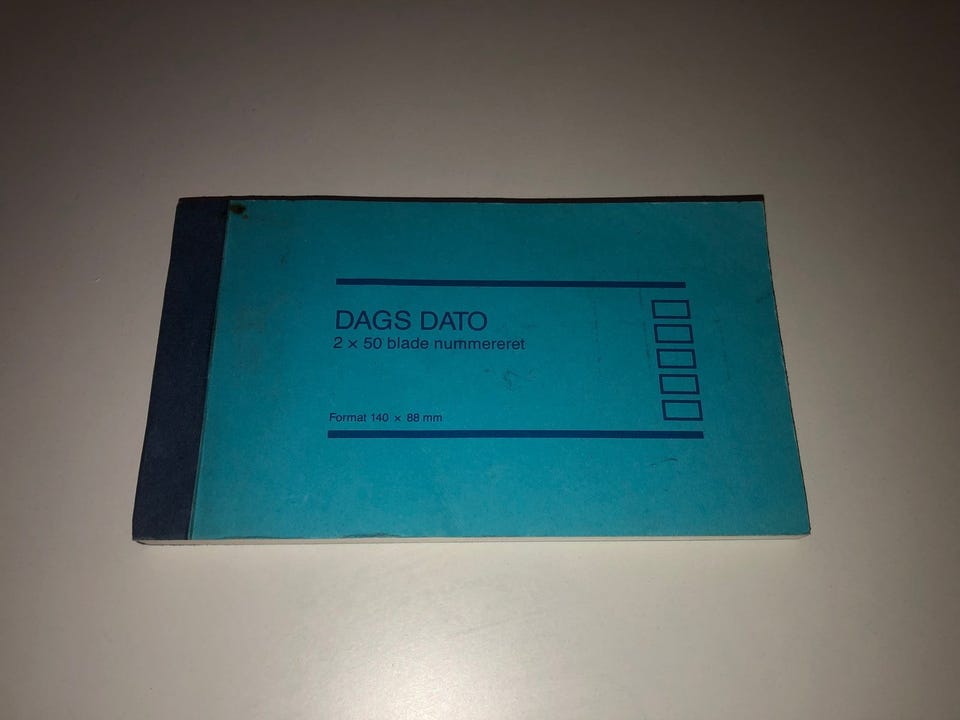 DAGS DATO
2 × 50 blade nummereret
Format 140 × 88 mm